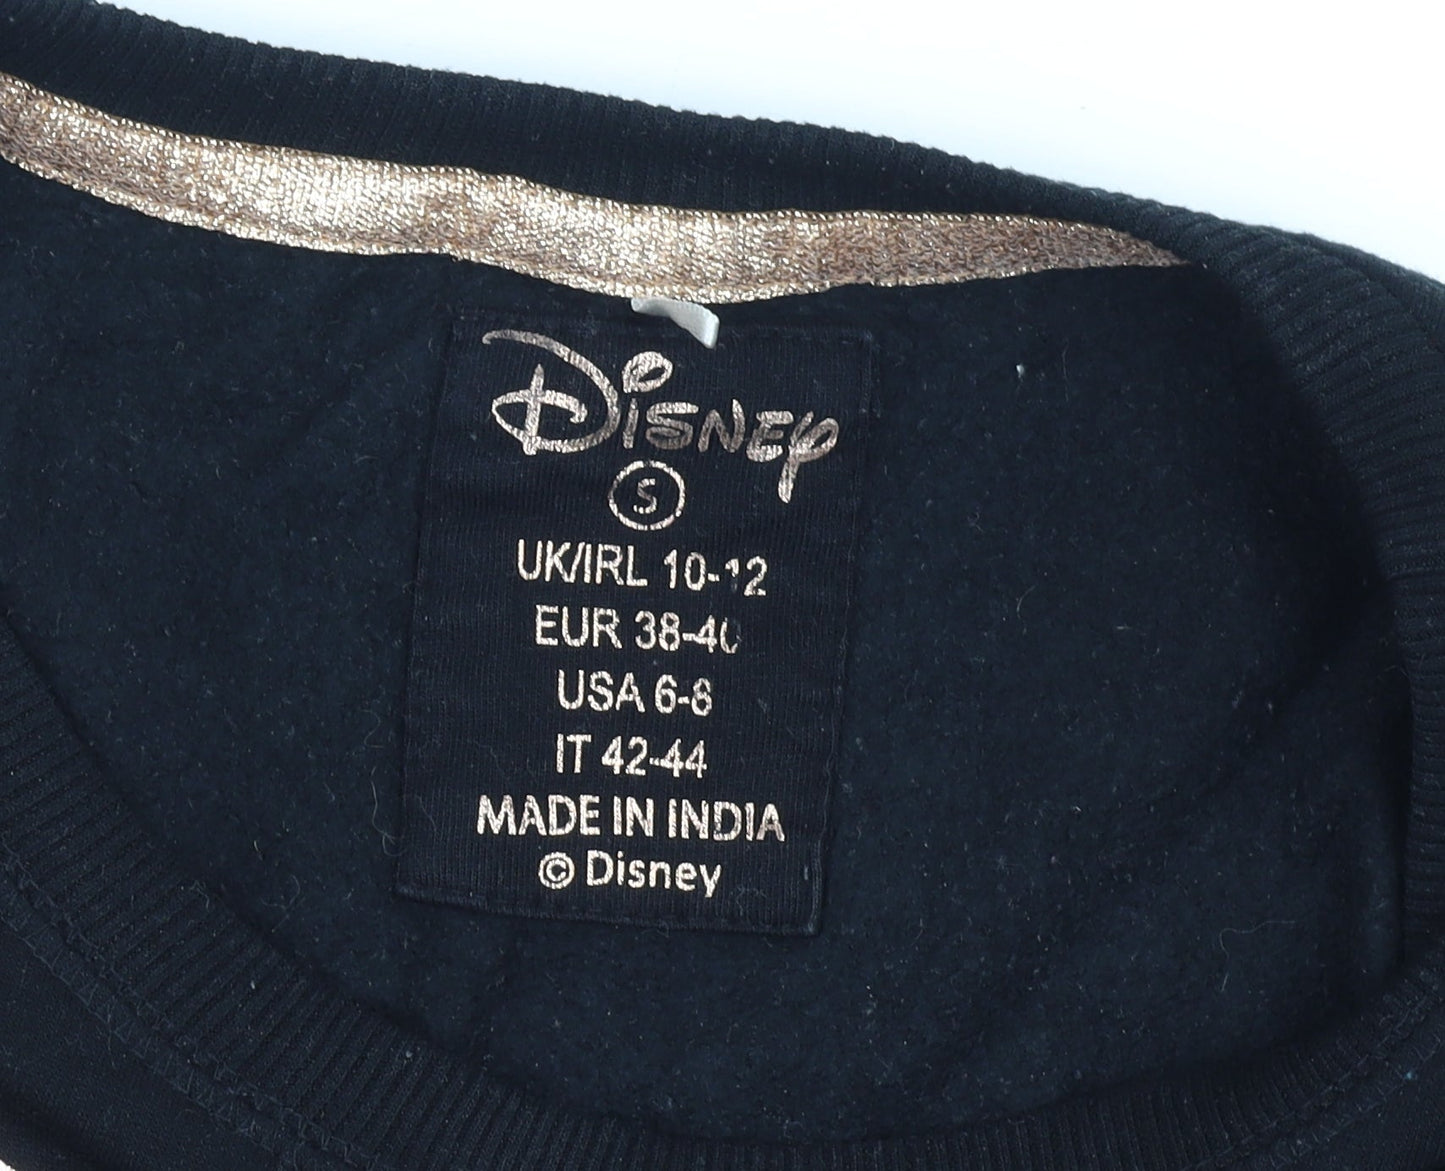 Disney
S
UK/IRL 10-12
EUR 38-40
USA 6-8
IT 42-44
MADE IN INDIA
© Disney